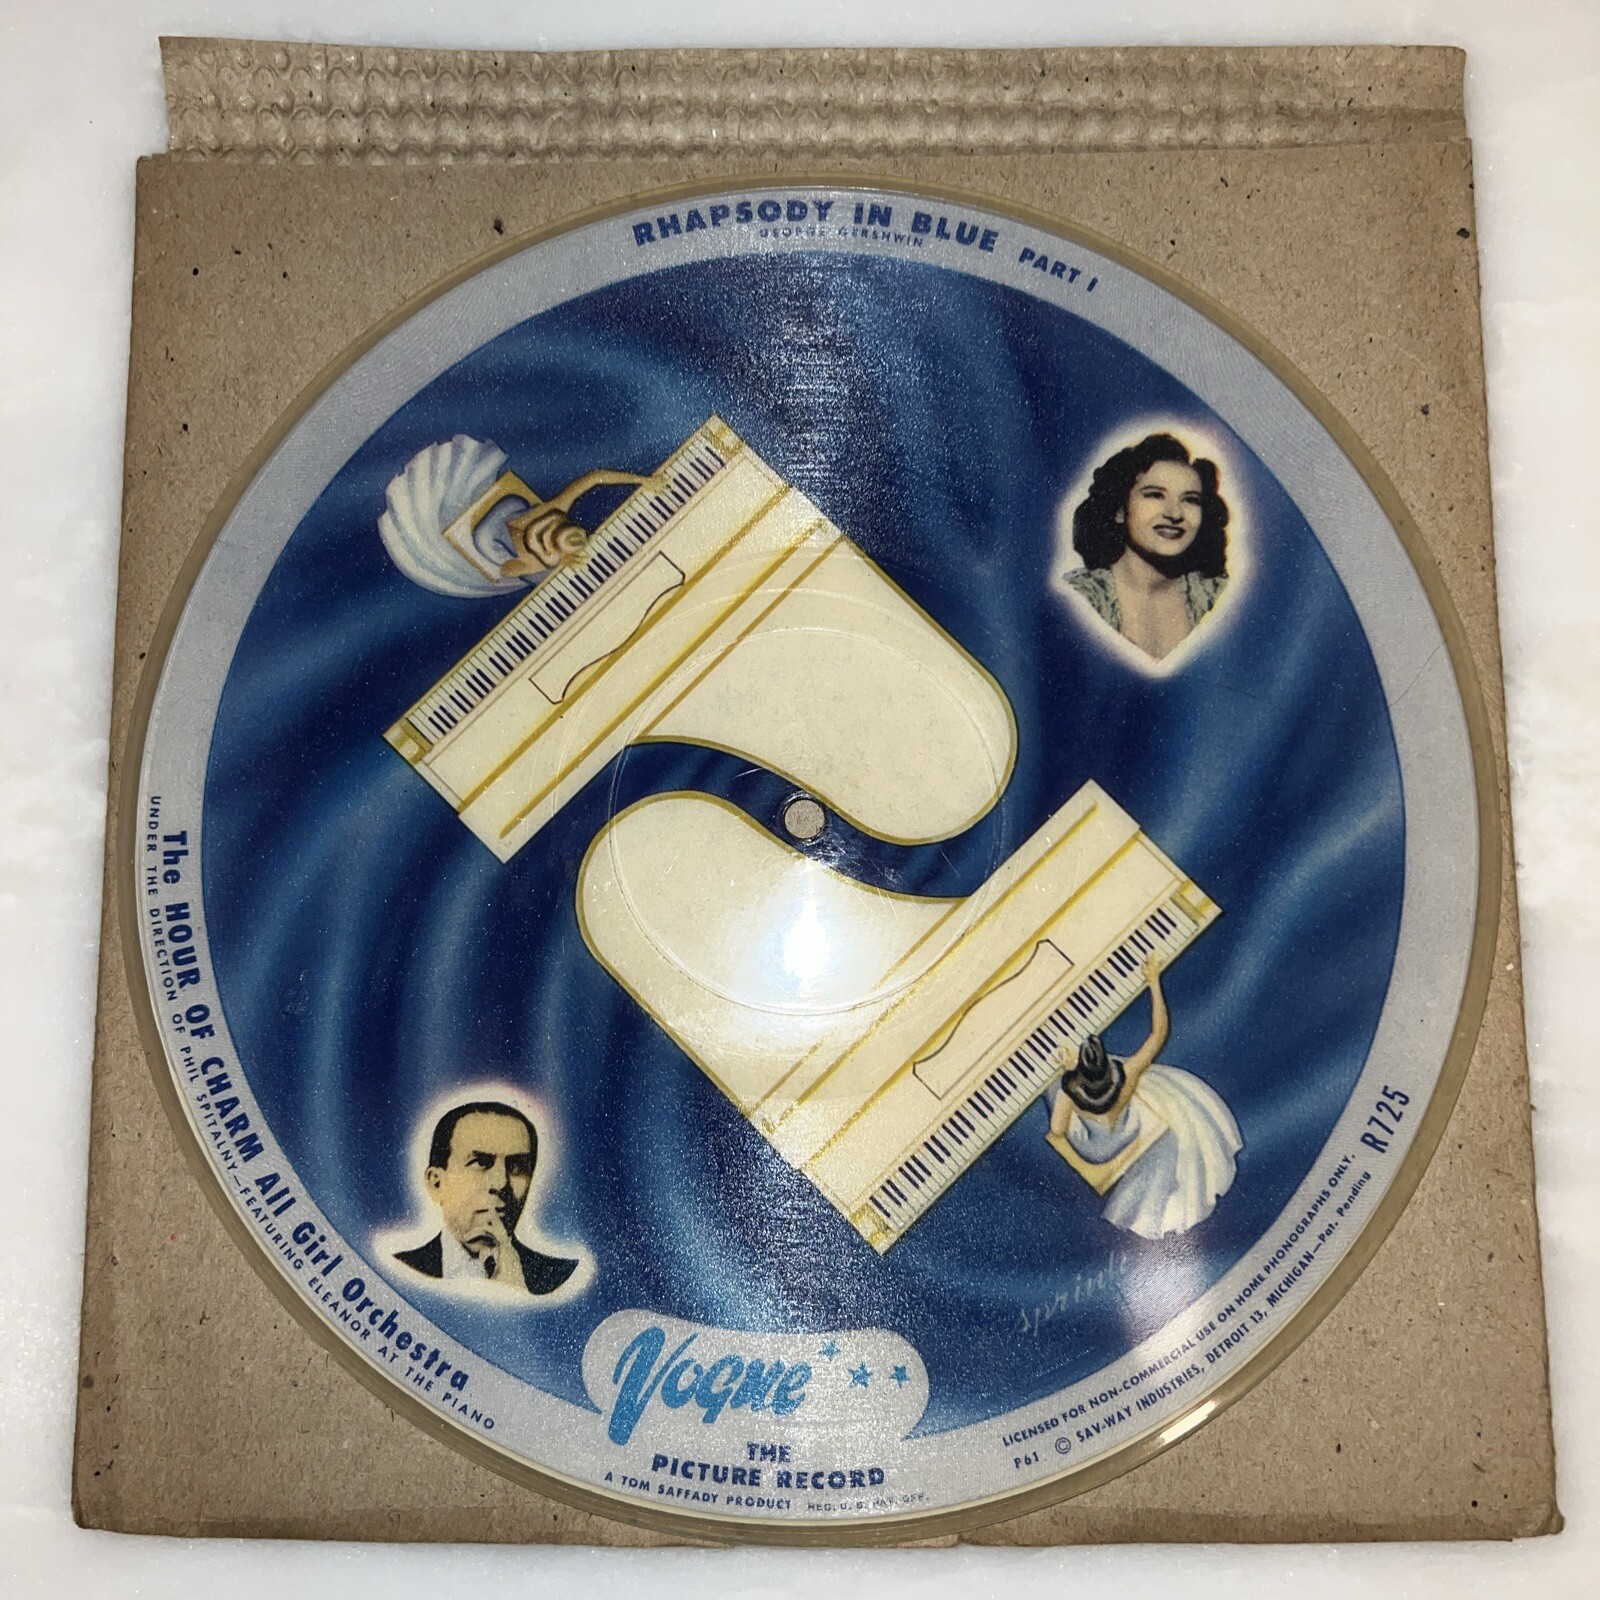 RHAPSODY IN BLUE PART I
GEORGE GERSHWIN
The HOUR OF CHARM All Girl Orchestra
UNDER THE DIRECTION OF PHIL SPITALNY—FEATURING ELEANOR AT THE PIANO
Vogue
THE
PICTURE RECORD
A TOM SAFFADY PRODUCT REG. U. S. PAT. OFF.
LICENSED FOR NON-COMMERCIAL USE ON HOME PHONOGRAPHS ONLY.
P61 © SAV-WAY INDUSTRIES, DETROIT 13, MICHIGAN—Pat. Pending
R725